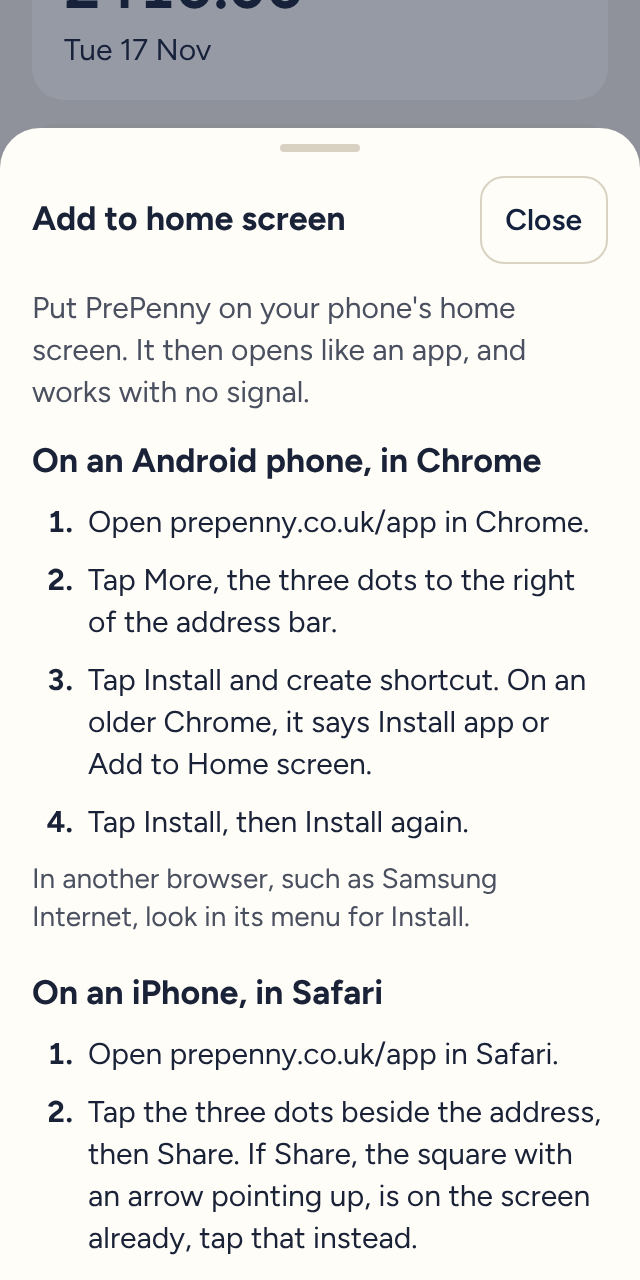 Tue 17 Nov
Add to home screen
Close
Put PrePenny on your phone's home
screen. It then opens like an app, and
works with no signal.
On an Android phone, in Chrome
1. Open prepenny.co.uk/app in Chrome.
2. Tap More, the three dots to the right
of the address bar.
3. Tap Install and create shortcut. On an
older Chrome, it says Install app or
Add to Home screen.
4. Tap Install, then Install again.
In another browser, such as Samsung
Internet, look in its menu for Install.
On an iPhone, in Safari
1. Open prepenny.co.uk/app in Safari.
2. Tap the three dots beside the address,
then Share. If Share, the square with
an arrow pointing up, is on the screen
already, tap that instead.